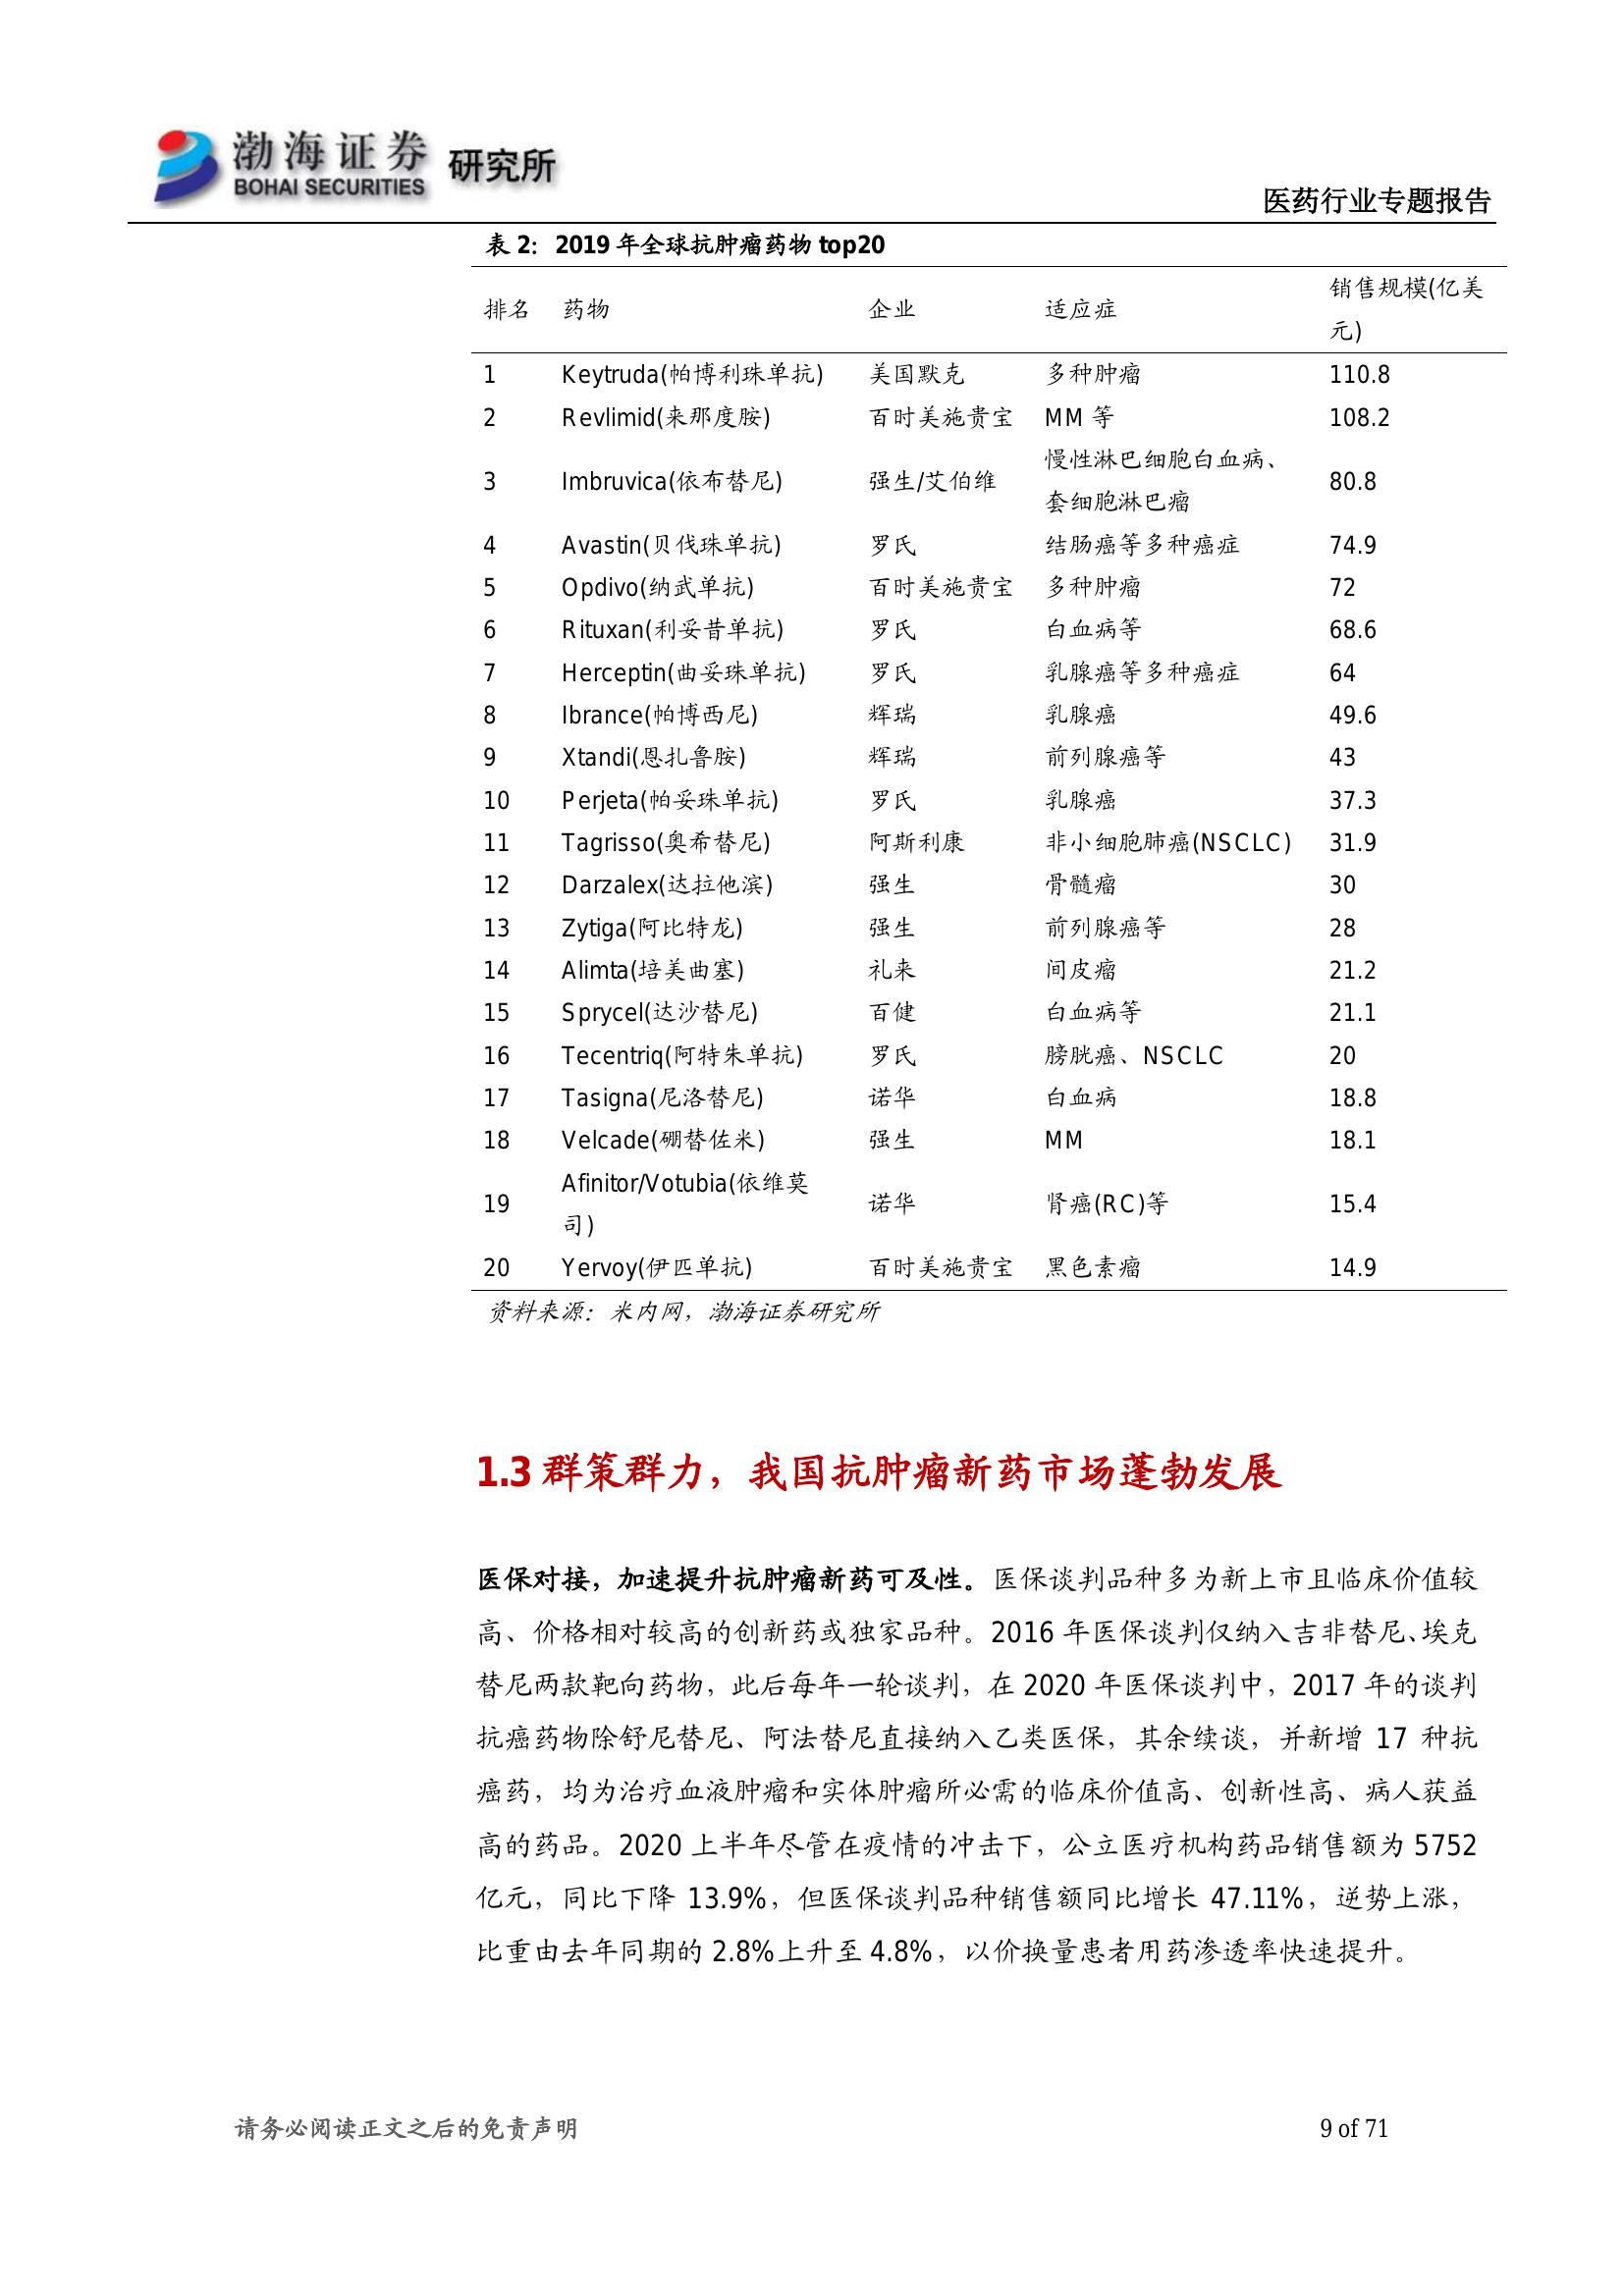 渤海证券 研究所
BOHAI SECURITIES
医药行业专题报告
表 2：2019 年全球抗肿瘤药物 top20
排名 药物 企业 适应症 销售规模(亿美
元)
1 Keytruda(帕博利珠单抗) 美国默克 多种肿瘤 110.8
2 Revlimid(来那度胺) 百时美施贵宝 MM 等 108.2
3 Imbruvica(依布替尼) 强生/艾伯维 慢性淋巴细胞白血病、
套细胞淋巴瘤 80.8
4 Avastin(贝伐珠单抗) 罗氏 结肠癌等多种癌症 74.9
5 Opdivo(纳武单抗) 百时美施贵宝 多种肿瘤 72
6 Rituxan(利妥昔单抗) 罗氏 白血病等 68.6
7 Herceptin(曲妥珠单抗) 罗氏 乳腺癌等多种癌症 64
8 Ibrance(帕博西尼) 辉瑞 乳腺癌 49.6
9 Xtandi(恩扎鲁胺) 辉瑞 前列腺癌等 43
10 Perjeta(帕妥珠单抗) 罗氏 乳腺癌 37.3
11 Tagrisso(奥希替尼) 阿斯利康 非小细胞肺癌(NSCLC) 31.9
12 Darzalex(达拉他滨) 强生 骨髓瘤 30
13 Zytiga(阿比特龙) 强生 前列腺癌等 28
14 Alimta(培美曲塞) 礼来 间皮瘤 21.2
15 Sprycel(达沙替尼) 百健 白血病等 21.1
16 Tecentriq(阿特朱单抗) 罗氏 膀胱癌、NSCLC 20
17 Tasigna(尼洛替尼) 诺华 白血病 18.8
18 Velcade(硼替佐米) 强生 MM 18.1
19 Afinitor/Votubia(依维莫
司) 诺华 肾癌(RC)等 15.4
20 Yervoy(伊匹单抗) 百时美施贵宝 黑色素瘤 14.9
资料来源：米内网，渤海证券研究所
1.3 群策群力，我国抗肿瘤新药市场蓬勃发展
医保对接，加速提升抗肿瘤新药可及性。医保谈判品种多为新上市且临床价值较
高、价格相对较高的创新药或独家品种。2016 年医保谈判仅纳入吉非替尼、埃克
替尼两款靶向药物，此后每年一轮谈判，在 2020 年医保谈判中，2017 年的谈判
抗癌药物除舒尼替尼、阿法替尼直接纳入乙类医保，其余续谈，并新增 17 种抗
癌药，均为治疗血液肿瘤和实体肿瘤所必需的临床价值高、创新性高、病人获益
高的药品。2020 上半年尽管在疫情的冲击下，公立医疗机构药品销售额为 5752
亿元，同比下降 13.9%，但医保谈判品种销售额同比增长 47.11%，逆势上涨，
比重由去年同期的 2.8%上升至 4.8%，以价换量患者用药渗透率快速提升。
请务必阅读正文之后的免责声明 9 of 71